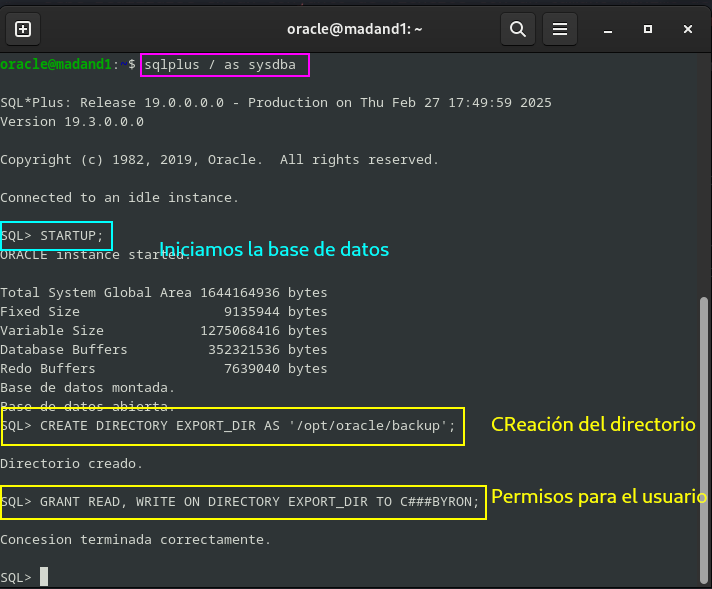 oracle@madand1: ~
oracle@madand1:~$ sqlplus / as sysdba
SQL*Plus: Release 19.0.0.0.0 - Production on Thu Feb 27 17:49:59 2025
Version 19.3.0.0.0
Copyright (c) 1982, 2019, Oracle.  All rights reserved.
Connected to an idle instance.
SQL> STARTUP;
Iniciamos la base de datos
ORACLE instance started.
Total System Global Area 1644164936 bytes
Fixed Size                  9135944 bytes
Variable Size            1275068416 bytes
Database Buffers          352321536 bytes
Redo Buffers                7639040 bytes
Base de datos montada.
Base de datos abierta.
SQL> CREATE DIRECTORY EXPORT_DIR AS '/opt/oracle/backup';
CReación del directorio
Directorio creado.
SQL> GRANT READ, WRITE ON DIRECTORY EXPORT_DIR TO C###BYRON;
Permisos para el usuario
Concesion terminada correctamente.
SQL>